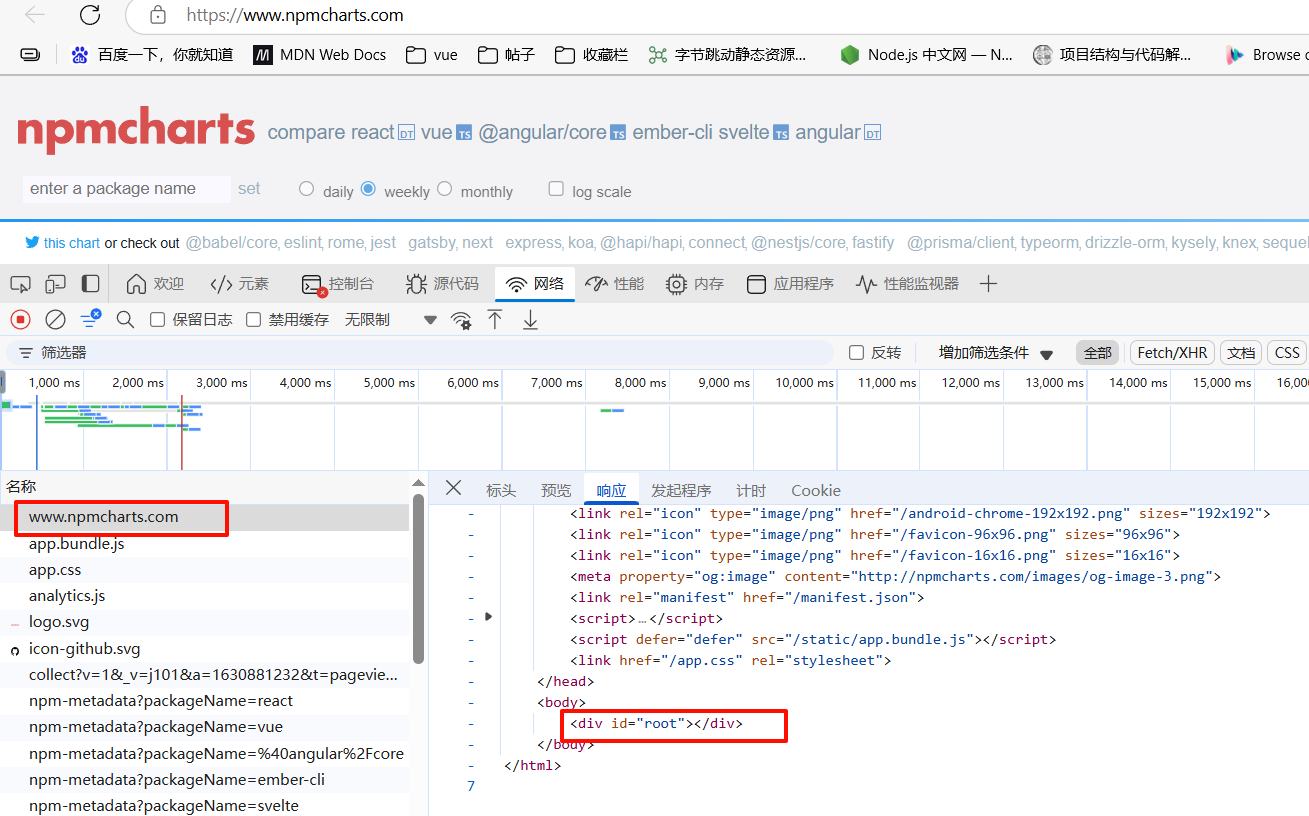 https://www.npmcharts.com
百度一下，你就知道 MDN Web Docs vue 帖子 收藏栏 字节跳动静态资源... Node.js 中文网 — N... 项目结构与代码解... Browse
npmcharts compare react DT vue TS @angular/core TS ember-cli svelte TS angular DT
enter a package name set daily weekly monthly log scale
this chart or check out @babel/core, eslint, rome, jest gatsby, next express, koa, @hapi/hapi, connect, @nestjs/core, fastify @prisma/client, typeorm, drizzle-orm, kysely, knex, sequel
欢迎 元素 控制台 源代码 网络 性能 内存 应用程序 性能监视器
保留日志 禁用缓存 无限制
筛选器 反转 增加筛选条件 全部 Fetch/XHR 文档 CSS
1,000 ms 2,000 ms 3,000 ms 4,000 ms 5,000 ms 6,000 ms 7,000 ms 8,000 ms 9,000 ms 10,000 ms 11,000 ms 12,000 ms 13,000 ms 14,000 ms 15,000 ms 16,00
名称
www.npmcharts.com
app.bundle.js
app.css
analytics.js
logo.svg
icon-github.svg
collect?v=1&_v=j101&a=1630881232&t=pagevie...
npm-metadata?packageName=react
npm-metadata?packageName=vue
npm-metadata?packageName=%40angular%2Fcore
npm-metadata?packageName=ember-cli
npm-metadata?packageName=svelte
标头 预览 响应 发起程序 计时 Cookie
- <link rel="icon" type="image/png" href="/android-chrome-192x192.png" sizes="192x192">
- <link rel="icon" type="image/png" href="/favicon-96x96.png" sizes="96x96">
- <link rel="icon" type="image/png" href="/favicon-16x16.png" sizes="16x16">
- <meta property="og:image" content="http://npmcharts.com/images/og-image-3.png">
- <link rel="manifest" href="/manifest.json">
- <script>…</script>
- <script defer="defer" src="/static/app.bundle.js"></script>
- <link href="/app.css" rel="stylesheet">
- </head>
- <body>
- <div id="root"></div>
- </body>
- </html>
7